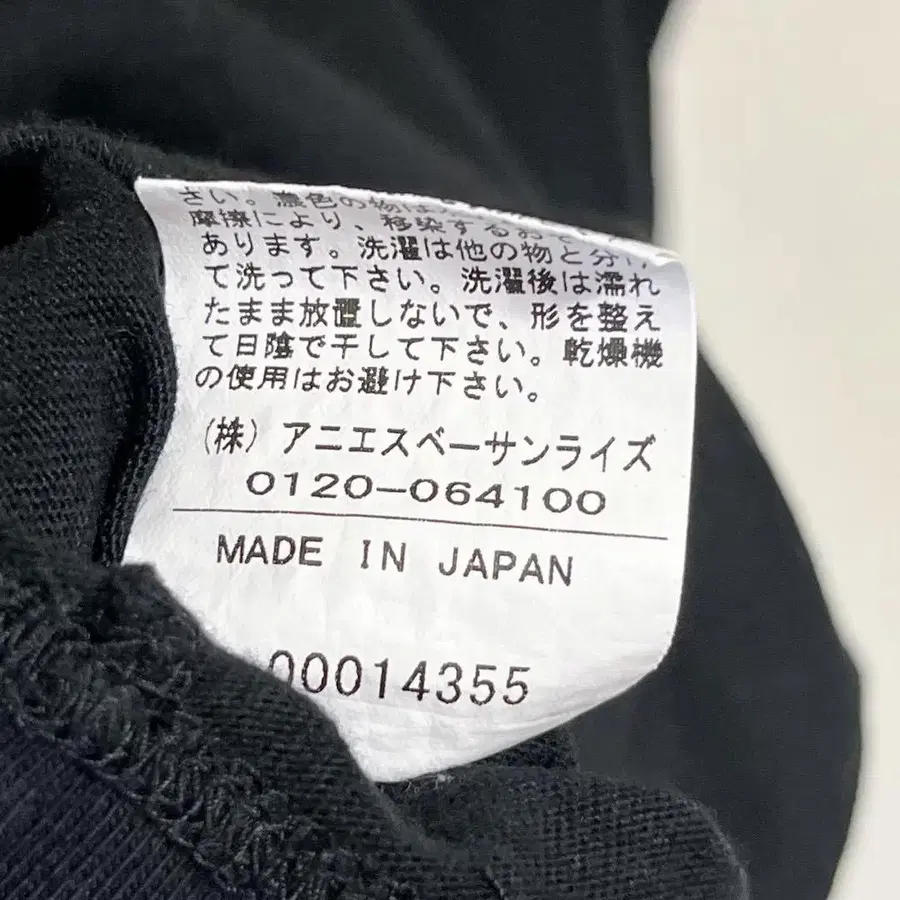 さい。濃色の物は
摩擦により、移染するおそ
あります。洗濯は他の物と分け
て洗って下さい。洗濯後は濡れ
たまま放置しないで、形を整え
て日陰で干して下さい。乾燥機
の使用はお避け下さい。
(株) アニエスベーサンライズ
0120-064100
MADE IN JAPAN
00014355